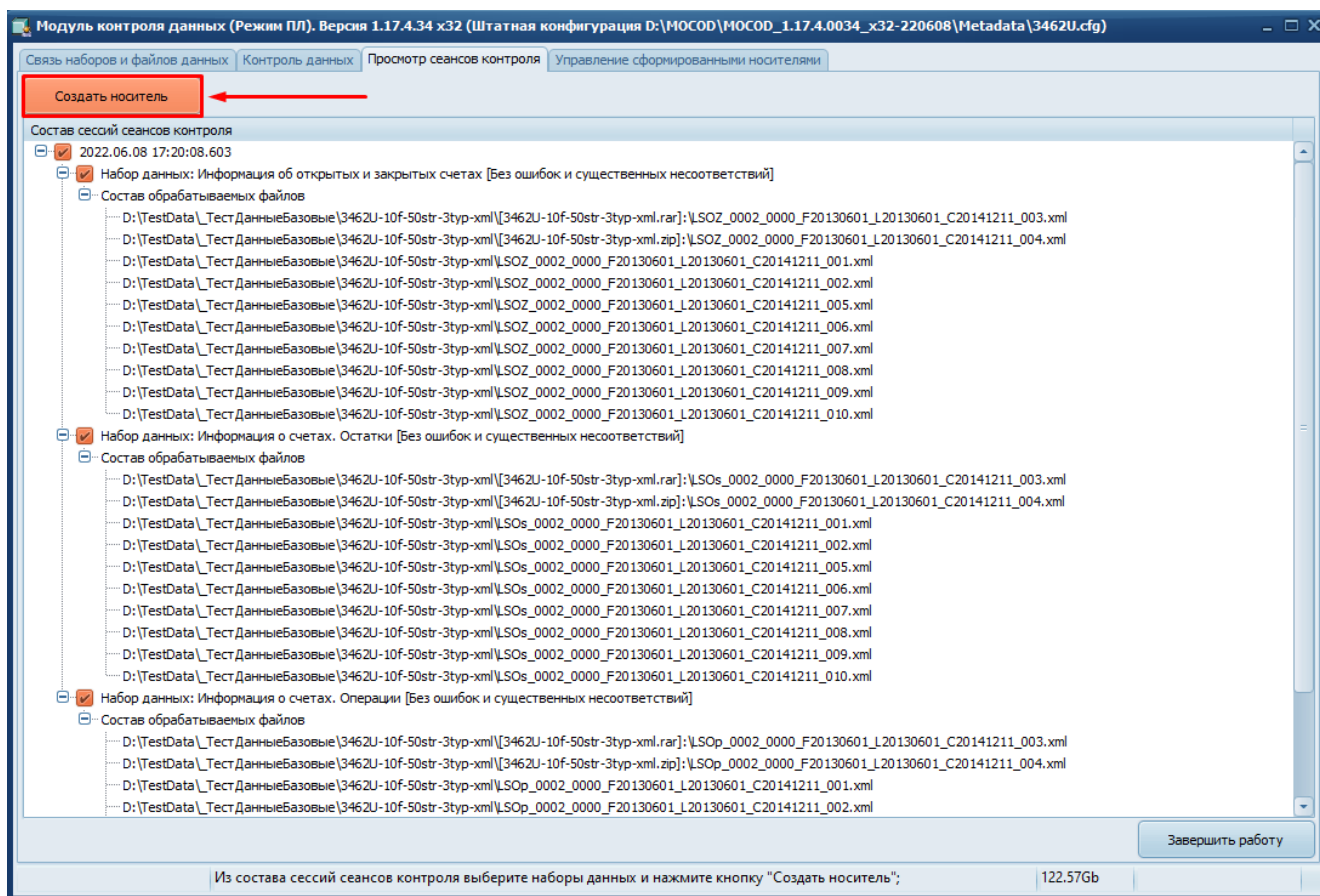 Модуль контроля данных (Режим ПЛ). Версия 1.17.4.34 x32 (Штатная конфигурация D:\MOCOD\MOCOD_1.17.4.0034_x32-220608\Metadata\3462U.cfg)
Связь наборов и файлов данных Контроль данных Просмотр сеансов контроля Управление сформированными носителями
Создать носитель
Состав сессий сеансов контроля
2022.06.08 17:20:08.603
Набор данных: Информация об открытых и закрытых счетах [Без ошибок и существенных несоответствий]
Состав обрабатываемых файлов
D:\TestData\_ТестДанныеБазовые\3462U-10f-50str-3typ-xml\[3462U-10f-50str-3typ-xml.rar]:\LSOZ_0002_0000_F20130601_L20130601_C20141211_003.xml
D:\TestData\_ТестДанныеБазовые\3462U-10f-50str-3typ-xml\[3462U-10f-50str-3typ-xml.zip]:\LSOZ_0002_0000_F20130601_L20130601_C20141211_004.xml
D:\TestData\_ТестДанныеБазовые\3462U-10f-50str-3typ-xml\LSOZ_0002_0000_F20130601_L20130601_C20141211_001.xml
D:\TestData\_ТестДанныеБазовые\3462U-10f-50str-3typ-xml\LSOZ_0002_0000_F20130601_L20130601_C20141211_002.xml
D:\TestData\_ТестДанныеБазовые\3462U-10f-50str-3typ-xml\LSOZ_0002_0000_F20130601_L20130601_C20141211_005.xml
D:\TestData\_ТестДанныеБазовые\3462U-10f-50str-3typ-xml\LSOZ_0002_0000_F20130601_L20130601_C20141211_006.xml
D:\TestData\_ТестДанныеБазовые\3462U-10f-50str-3typ-xml\LSOZ_0002_0000_F20130601_L20130601_C20141211_007.xml
D:\TestData\_ТестДанныеБазовые\3462U-10f-50str-3typ-xml\LSOZ_0002_0000_F20130601_L20130601_C20141211_008.xml
D:\TestData\_ТестДанныеБазовые\3462U-10f-50str-3typ-xml\LSOZ_0002_0000_F20130601_L20130601_C20141211_009.xml
D:\TestData\_ТестДанныеБазовые\3462U-10f-50str-3typ-xml\LSOZ_0002_0000_F20130601_L20130601_C20141211_010.xml
Набор данных: Информация о счетах. Остатки [Без ошибок и существенных несоответствий]
Состав обрабатываемых файлов
D:\TestData\_ТестДанныеБазовые\3462U-10f-50str-3typ-xml\[3462U-10f-50str-3typ-xml.rar]:\LSOs_0002_0000_F20130601_L20130601_C20141211_003.xml
D:\TestData\_ТестДанныеБазовые\3462U-10f-50str-3typ-xml\[3462U-10f-50str-3typ-xml.zip]:\LSOs_0002_0000_F20130601_L20130601_C20141211_004.xml
D:\TestData\_ТестДанныеБазовые\3462U-10f-50str-3typ-xml\LSOs_0002_0000_F20130601_L20130601_C20141211_001.xml
D:\TestData\_ТестДанныеБазовые\3462U-10f-50str-3typ-xml\LSOs_0002_0000_F20130601_L20130601_C20141211_002.xml
D:\TestData\_ТестДанныеБазовые\3462U-10f-50str-3typ-xml\LSOs_0002_0000_F20130601_L20130601_C20141211_005.xml
D:\TestData\_ТестДанныеБазовые\3462U-10f-50str-3typ-xml\LSOs_0002_0000_F20130601_L20130601_C20141211_006.xml
D:\TestData\_ТестДанныеБазовые\3462U-10f-50str-3typ-xml\LSOs_0002_0000_F20130601_L20130601_C20141211_007.xml
D:\TestData\_ТестДанныеБазовые\3462U-10f-50str-3typ-xml\LSOs_0002_0000_F20130601_L20130601_C20141211_008.xml
D:\TestData\_ТестДанныеБазовые\3462U-10f-50str-3typ-xml\LSOs_0002_0000_F20130601_L20130601_C20141211_009.xml
D:\TestData\_ТестДанныеБазовые\3462U-10f-50str-3typ-xml\LSOs_0002_0000_F20130601_L20130601_C20141211_010.xml
Набор данных: Информация о счетах. Операции [Без ошибок и существенных несоответствий]
Состав обрабатываемых файлов
D:\TestData\_ТестДанныеБазовые\3462U-10f-50str-3typ-xml\[3462U-10f-50str-3typ-xml.rar]:\LSOp_0002_0000_F20130601_L20130601_C20141211_003.xml
D:\TestData\_ТестДанныеБазовые\3462U-10f-50str-3typ-xml\[3462U-10f-50str-3typ-xml.zip]:\LSOp_0002_0000_F20130601_L20130601_C20141211_004.xml
D:\TestData\_ТестДанныеБазовые\3462U-10f-50str-3typ-xml\LSOp_0002_0000_F20130601_L20130601_C20141211_001.xml
D:\TestData\_ТестДанныеБазовые\3462U-10f-50str-3typ-xml\LSOp_0002_0000_F20130601_L20130601_C20141211_002.xml
Завершить работу
Из состава сессий сеансов контроля выберите наборы данных и нажмите кнопку "Создать носитель"; 122.57Gb